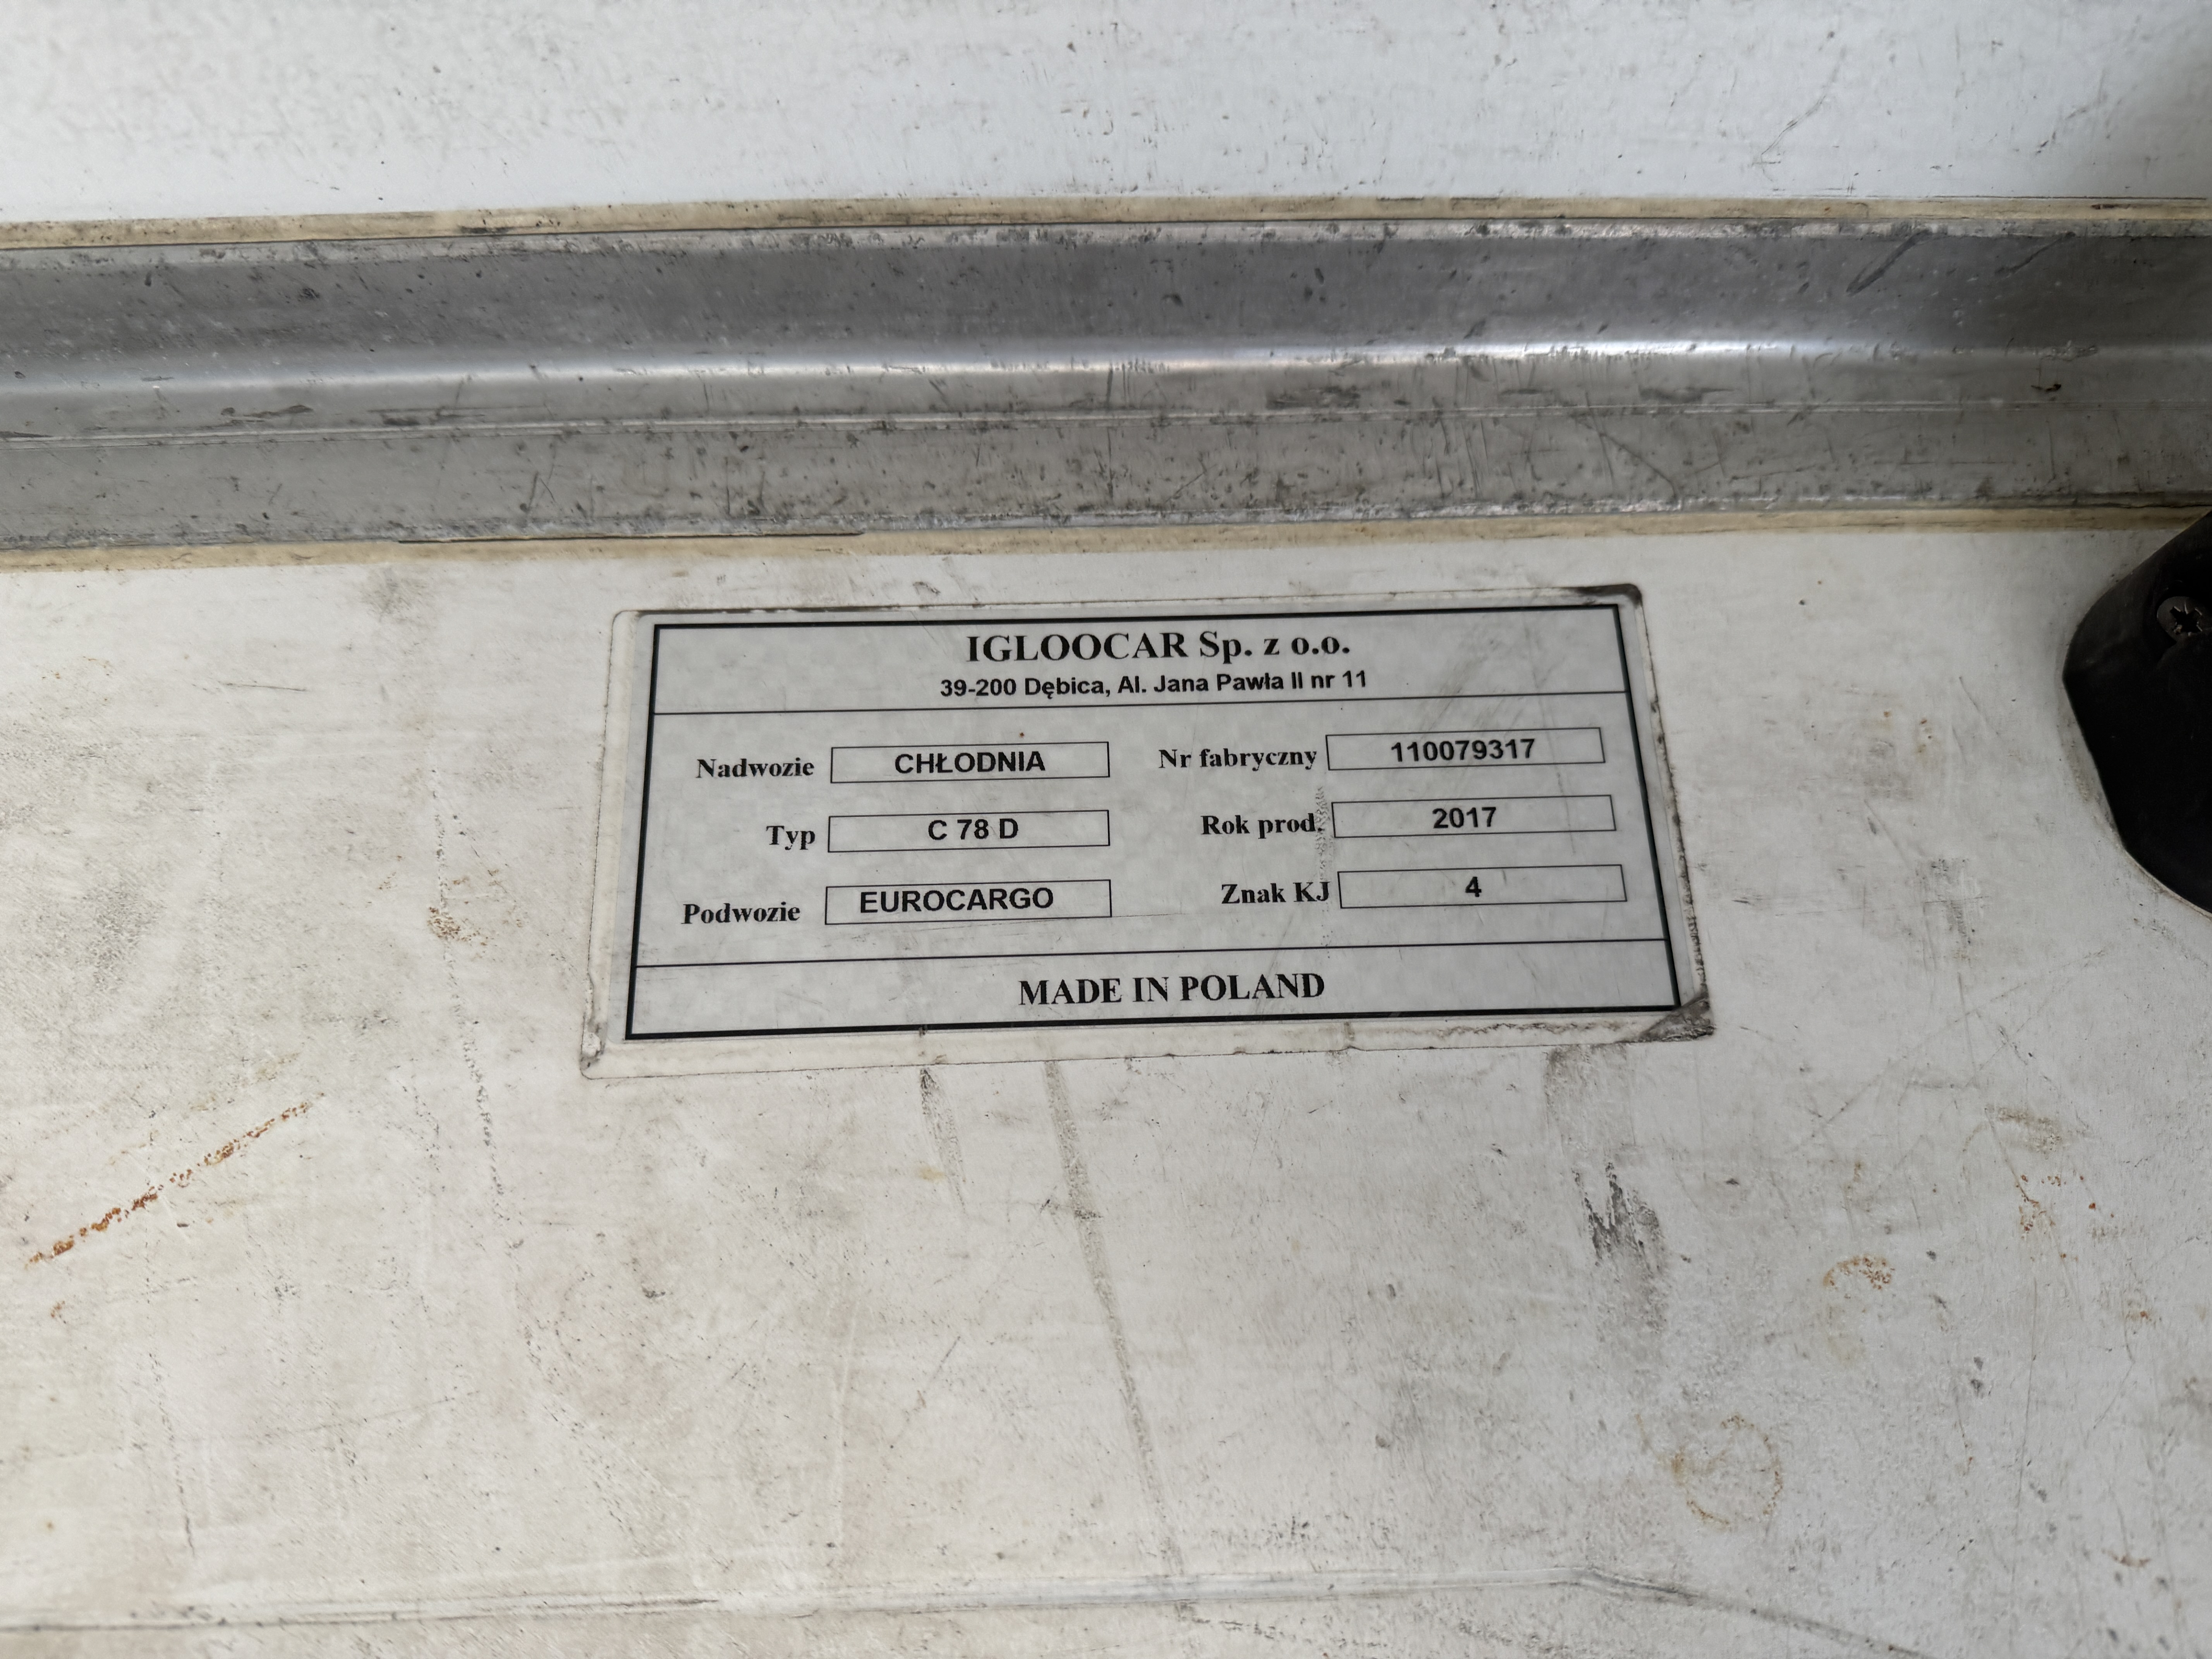 IGLOOCAR Sp. z o.o.
39-200 Dębica, Al. Jana Pawła II nr 11
Nadwozie CHŁODNIA Nr fabryczny 110079317
Typ C 78 D Rok prod. 2017
Podwozie EUROCARGO Znak KJ 4
MADE IN POLAND